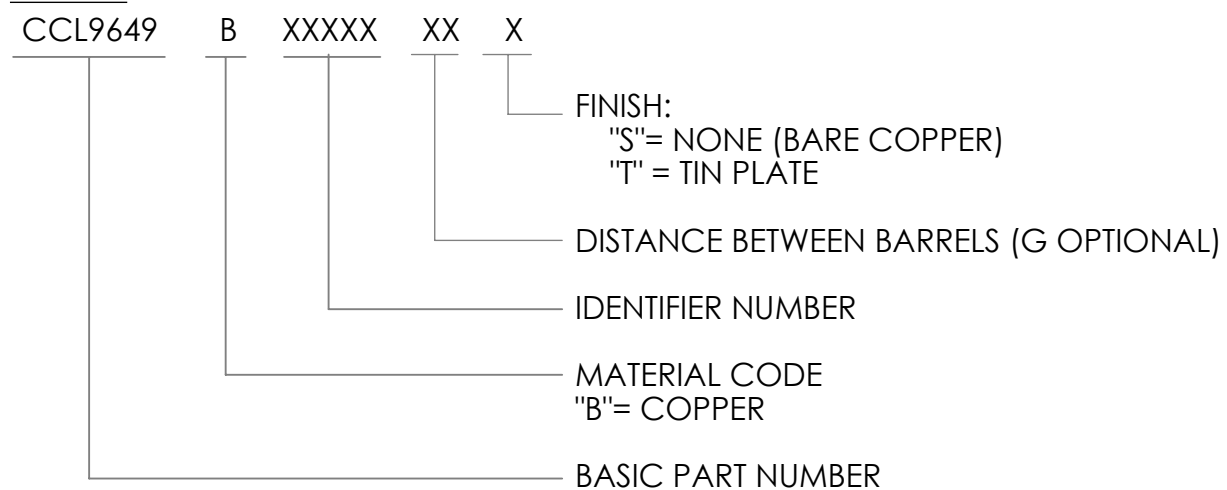 CCL9649 B XXXXX XX X
FINISH:
"S"= NONE (BARE COPPER)
"T" = TIN PLATE
DISTANCE BETWEEN BARRELS (G OPTIONAL)
IDENTIFIER NUMBER
MATERIAL CODE
"B"= COPPER
BASIC PART NUMBER